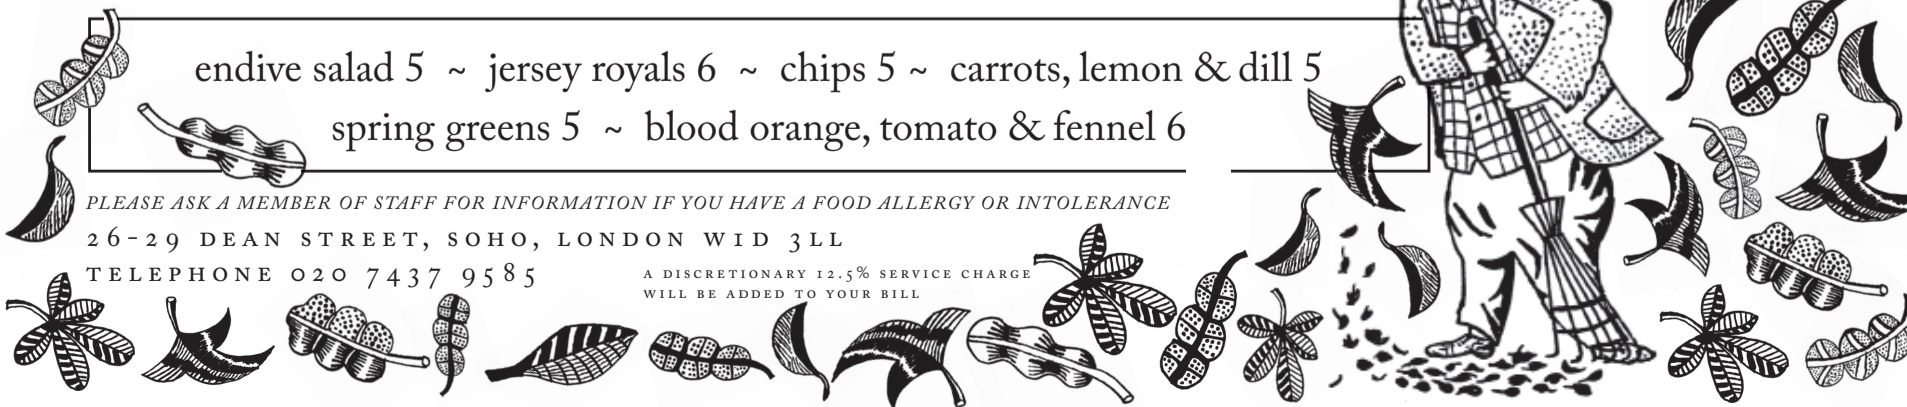 endive salad 5 ~ jersey royals 6 ~ chips 5 ~ carrots, lemon & dill 5
spring greens 5 ~ blood orange, tomato & fennel 6
PLEASE ASK A MEMBER OF STAFF FOR INFORMATION IF YOU HAVE A FOOD ALLERGY OR INTOLERANCE
26-29 DEAN STREET, SOHO, LONDON W1D 3LL
TELEPHONE 020 7437 9585
A DISCRETIONARY 12.5% SERVICE CHARGE
WILL BE ADDED TO YOUR BILL